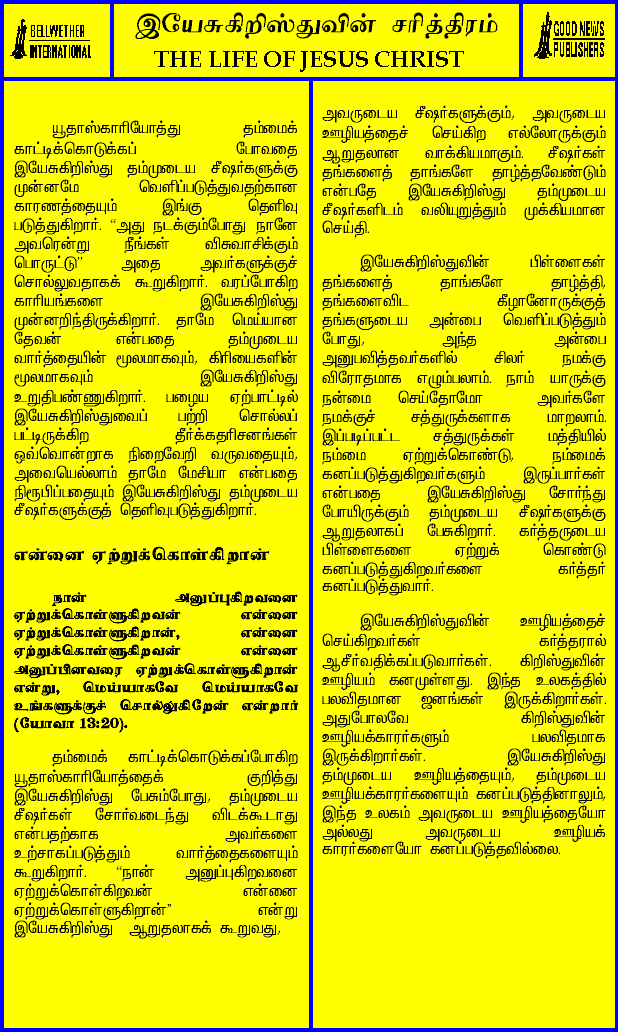 BELLWETHER
INTERNATIONAL
இயேசுகிறிஸ்துவின் சரித்திரம்
THE LIFE OF JESUS CHRIST
GOOD NEWS
PUBLISHERS
யூதாஸ்காரியோத்து தம்மைக்
காட்டிக்கொடுக்கப் போவதை
இயேசுகிறிஸ்து தம்முடைய சீஷர்களுக்கு
முன்னமே வெளிப்படுத்துவதற்கான
காரணத்தையும் இங்கு தெளிவு
படுத்துகிறார். “அது நடக்கும்போது நானே
அவரென்று நீங்கள் விசுவாசிக்கும்
பொருட்டு” அதை அவர்களுக்குச்
சொல்லுவதாகக் கூறுகிறார். வரப்போகிற
காரியங்களை இயேசுகிறிஸ்து
முன்னறிந்திருக்கிறார். தாமே மெய்யான
தேவன் என்பதை தம்முடைய
வார்த்தையின் மூலமாகவும், கிரியைகளின்
மூலமாகவும் இயேசுகிறிஸ்து
உறுதிபண்ணுகிறார். பழைய ஏற்பாட்டில்
இயேசுகிறிஸ்துவைப் பற்றி சொல்லப்
பட்டிருக்கிற தீர்க்கதரிசனங்கள்
ஒவ்வொன்றாக நிறைவேறி வருவதையும்,
அவையெல்லாம் தாமே மேசியா என்பதை
நிரூபிப்பதையும் இயேசுகிறிஸ்து தம்முடைய
சீஷர்களுக்குத் தெளிவுபடுத்துகிறார்.
என்னை ஏற்றுக்கொள்கிறான்
நான் அனுப்புகிறவனை
ஏற்றுக்கொள்ளுகிறவன் என்னை
ஏற்றுக்கொள்ளுகிறான், என்னை
ஏற்றுக்கொள்ளுகிறவன் என்னை
அனுப்பினவரை ஏற்றுக்கொள்ளுகிறான்
என்று, மெய்யாகவே மெய்யாகவே
உங்களுக்குச் சொல்லுகிறேன் என்றார்
(யோவா 13:20).
தம்மைக் காட்டிக்கொடுக்கப்போகிற
யூதாஸ்காரியோத்தைக் குறித்து
இயேசுகிறிஸ்து பேசும்போது, தம்முடைய
சீஷர்கள் சோர்வடைந்து விடக்கூடாது
என்பதற்காக அவர்களை
உற்சாகப்படுத்தும் வார்த்தைகளையும்
கூறுகிறார். “நான் அனுப்புகிறவனை
ஏற்றுக்கொள்கிறவன் என்னை
ஏற்றுக்கொள்ளுகிறான்” என்று
இயேசுகிறிஸ்து ஆறுதலாகக் கூறுவது,
அவருடைய சீஷர்களுக்கும், அவருடைய
ஊழியத்தைச் செய்கிற எல்லோருக்கும்
ஆறுதலான வாக்கியமாகும். சீஷர்கள்
தங்களைத் தாங்களே தாழ்த்தவேண்டும்
என்பதே இயேசுகிறிஸ்து தம்முடைய
சீஷர்களிடம் வலியுறுத்தும் முக்கியமான
செய்தி.
இயேசுகிறிஸ்துவின் பிள்ளைகள்
தங்களைத் தாங்களே தாழ்த்தி,
தங்களைவிட கீழானோருக்குத்
தங்களுடைய அன்பை வெளிப்படுத்தும்
போது, அந்த அன்பை
அனுபவித்தவர்களில் சிலர் நமக்கு
விரோதமாக எழும்பலாம். நாம் யாருக்கு
நன்மை செய்தோமோ அவர்களே
நமக்குச் சத்துருக்களாக மாறலாம்.
இப்படிப்பட்ட சத்துருக்கள் மத்தியில்
நம்மை ஏற்றுக்கொண்டு, நம்மைக்
கனப்படுத்துகிறவர்களும் இருப்பார்கள்
என்பதை இயேசுகிறிஸ்து சோர்ந்து
போயிருக்கும் தம்முடைய சீஷர்களுக்கு
ஆறுதலாகப் பேசுகிறார். கர்த்தருடைய
பிள்ளைகளை ஏற்றுக் கொண்டு
கனப்படுத்துகிறவர்களை கர்த்தர்
கனப்படுத்துவார்.
இயேசுகிறிஸ்துவின் ஊழியத்தைச்
செய்கிறவர்கள் கர்த்தரால்
ஆசீர்வதிக்கப்படுவார்கள். கிறிஸ்துவின்
ஊழியம் கனமுள்ளது. இந்த உலகத்தில்
பலவிதமான ஜனங்கள் இருக்கிறார்கள்.
அதுபோலவே கிறிஸ்துவின்
ஊழியக்காரர்களும் பலவிதமாக
இருக்கிறார்கள். இயேசுகிறிஸ்து
தம்முடைய ஊழியத்தையும், தம்முடைய
ஊழியக்காரர்களையும் கனப்படுத்தினாலும்,
இந்த உலகம் அவருடைய ஊழியத்தையோ
அல்லது அவருடைய ஊழியக்
காரர்களையோ கனப்படுத்தவில்லை.